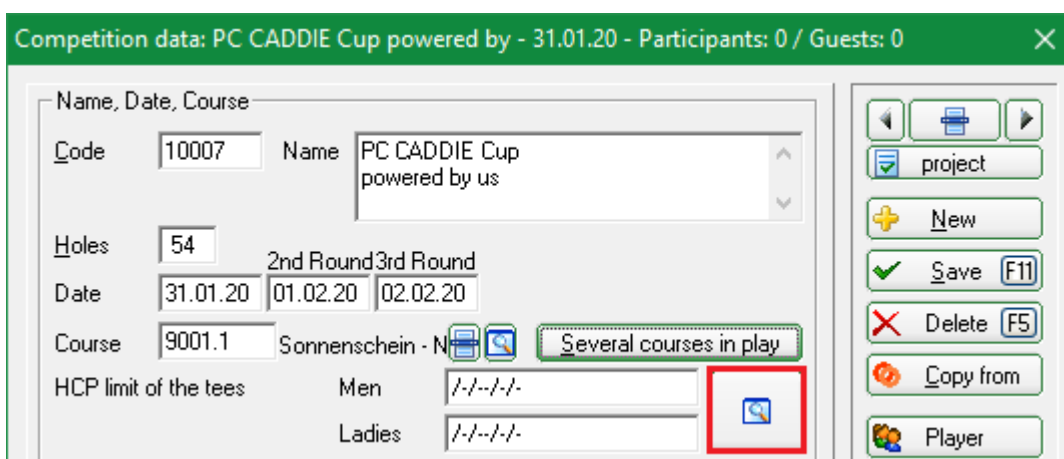 Competition data: PC CADDIE Cup powered by - 31.01.20 - Participants: 0 / Guests: 0
Name, Date, Course
Code 10007 Name PC CADDIE Cup
powered by us
Holes 54
2nd Round 3rd Round
Date 31.01.20 01.02.20 02.02.20
Course 9001.1 Sonnenschein - N Several courses in play
HCP limit of the tees Men /-/--/-/-
Ladies /-/--/-/-
project
New
Save F11
Delete F5
Copy from
Player